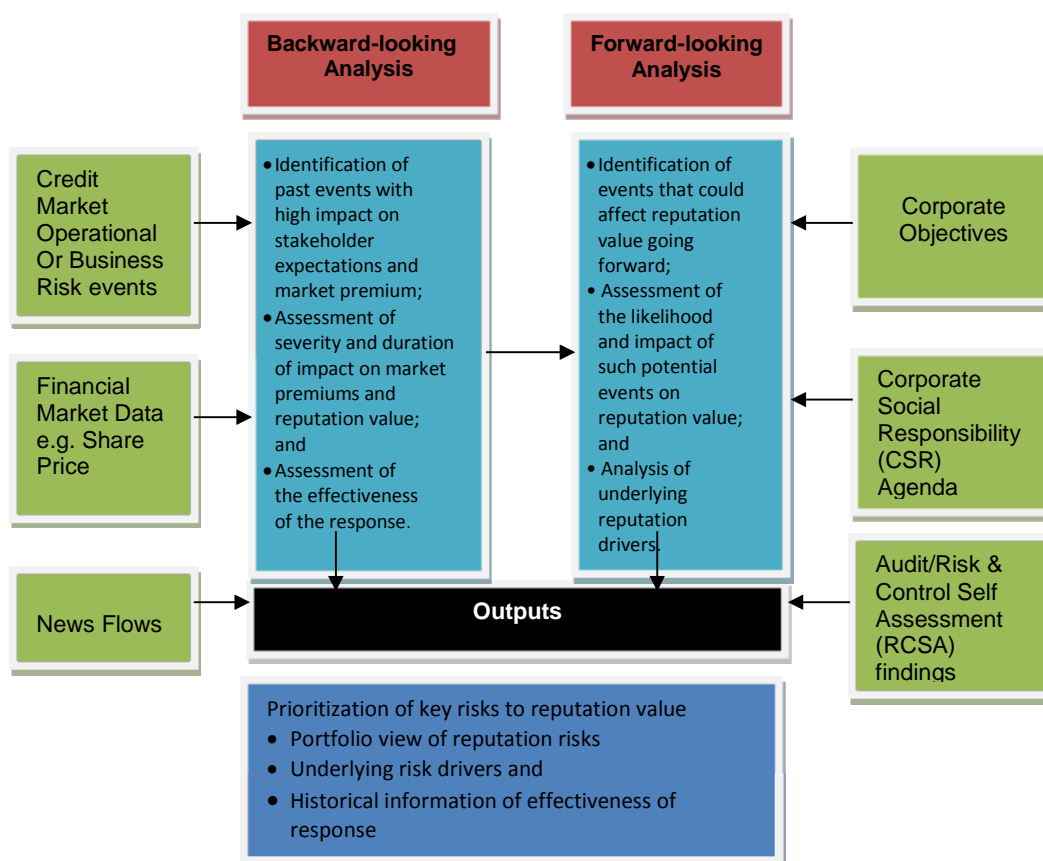 Backward-looking
Analysis
Forward-looking
Analysis
Credit
Market
Operational
Or Business
Risk events
Financial
Market Data
e.g. Share
Price
News Flows
•Identification of
past events with
high impact on
stakeholder
expectations and
market premium;
•Assessment of
severity and duration
of impact on market
premiums and
reputation value;
and
•Assessment of
the effectiveness
of the response.
•Identification of
events that could
affect reputation
value going
forward;
• Assessment of
the likelihood
and impact of
such potential
events on
reputation value;
and
• Analysis of
underlying
reputation
drivers.
Corporate
Objectives
Corporate
Social
Responsibility
(CSR)
Agenda
Audit/Risk &
Control Self
Assessment
(RCSA)
findings
Outputs
Prioritization of key risks to reputation value
• Portfolio view of reputation risks
• Underlying risk drivers and
• Historical information of effectiveness of
response